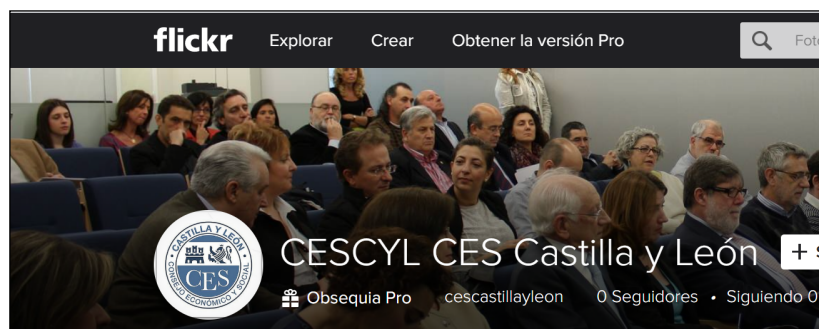 flickr Explorar Crear Obtener la versión Pro Foto
CASTILLA Y LEÓN
CES
CONSEJO ECONÓMICO Y SOCIAL
CESCYL CES Castilla y León + S
Obsequia Pro cescastillayleon 0 Seguidores • Siguiendo 0